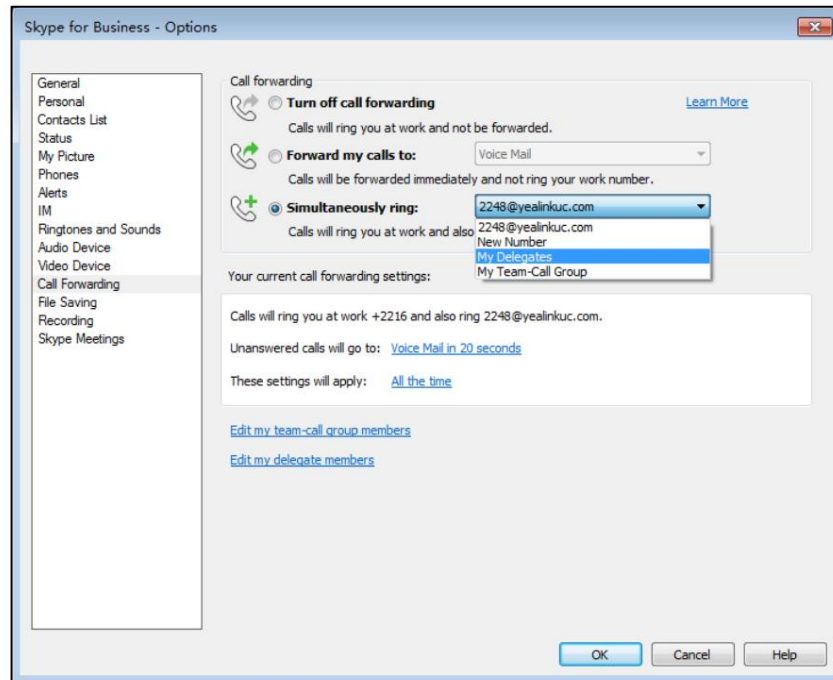 Skype for Business - Options
General
Personal
Contacts List
Status
My Picture
Phones
Alerts
IM
Ringtones and Sounds
Audio Device
Video Device
Call Forwarding
File Saving
Recording
Skype Meetings
Call forwarding
Turn off call forwarding
Learn More
Calls will ring you at work and not be forwarded.
Forward my calls to:
Voice Mail
Calls will be forwarded immediately and not ring your work number.
Simultaneously ring:
2248@yealinkuc.com
Calls will ring you at work and also
2248@yealinkuc.com
New Number
My Delegates
My Team-Call Group
Your current call forwarding settings:
Calls will ring you at work +2216 and also ring 2248@yealinkuc.com.
Unanswered calls will go to: Voice Mail in 20 seconds
These settings will apply: All the time
Edit my team-call group members
Edit my delegate members
OK
Cancel
Help